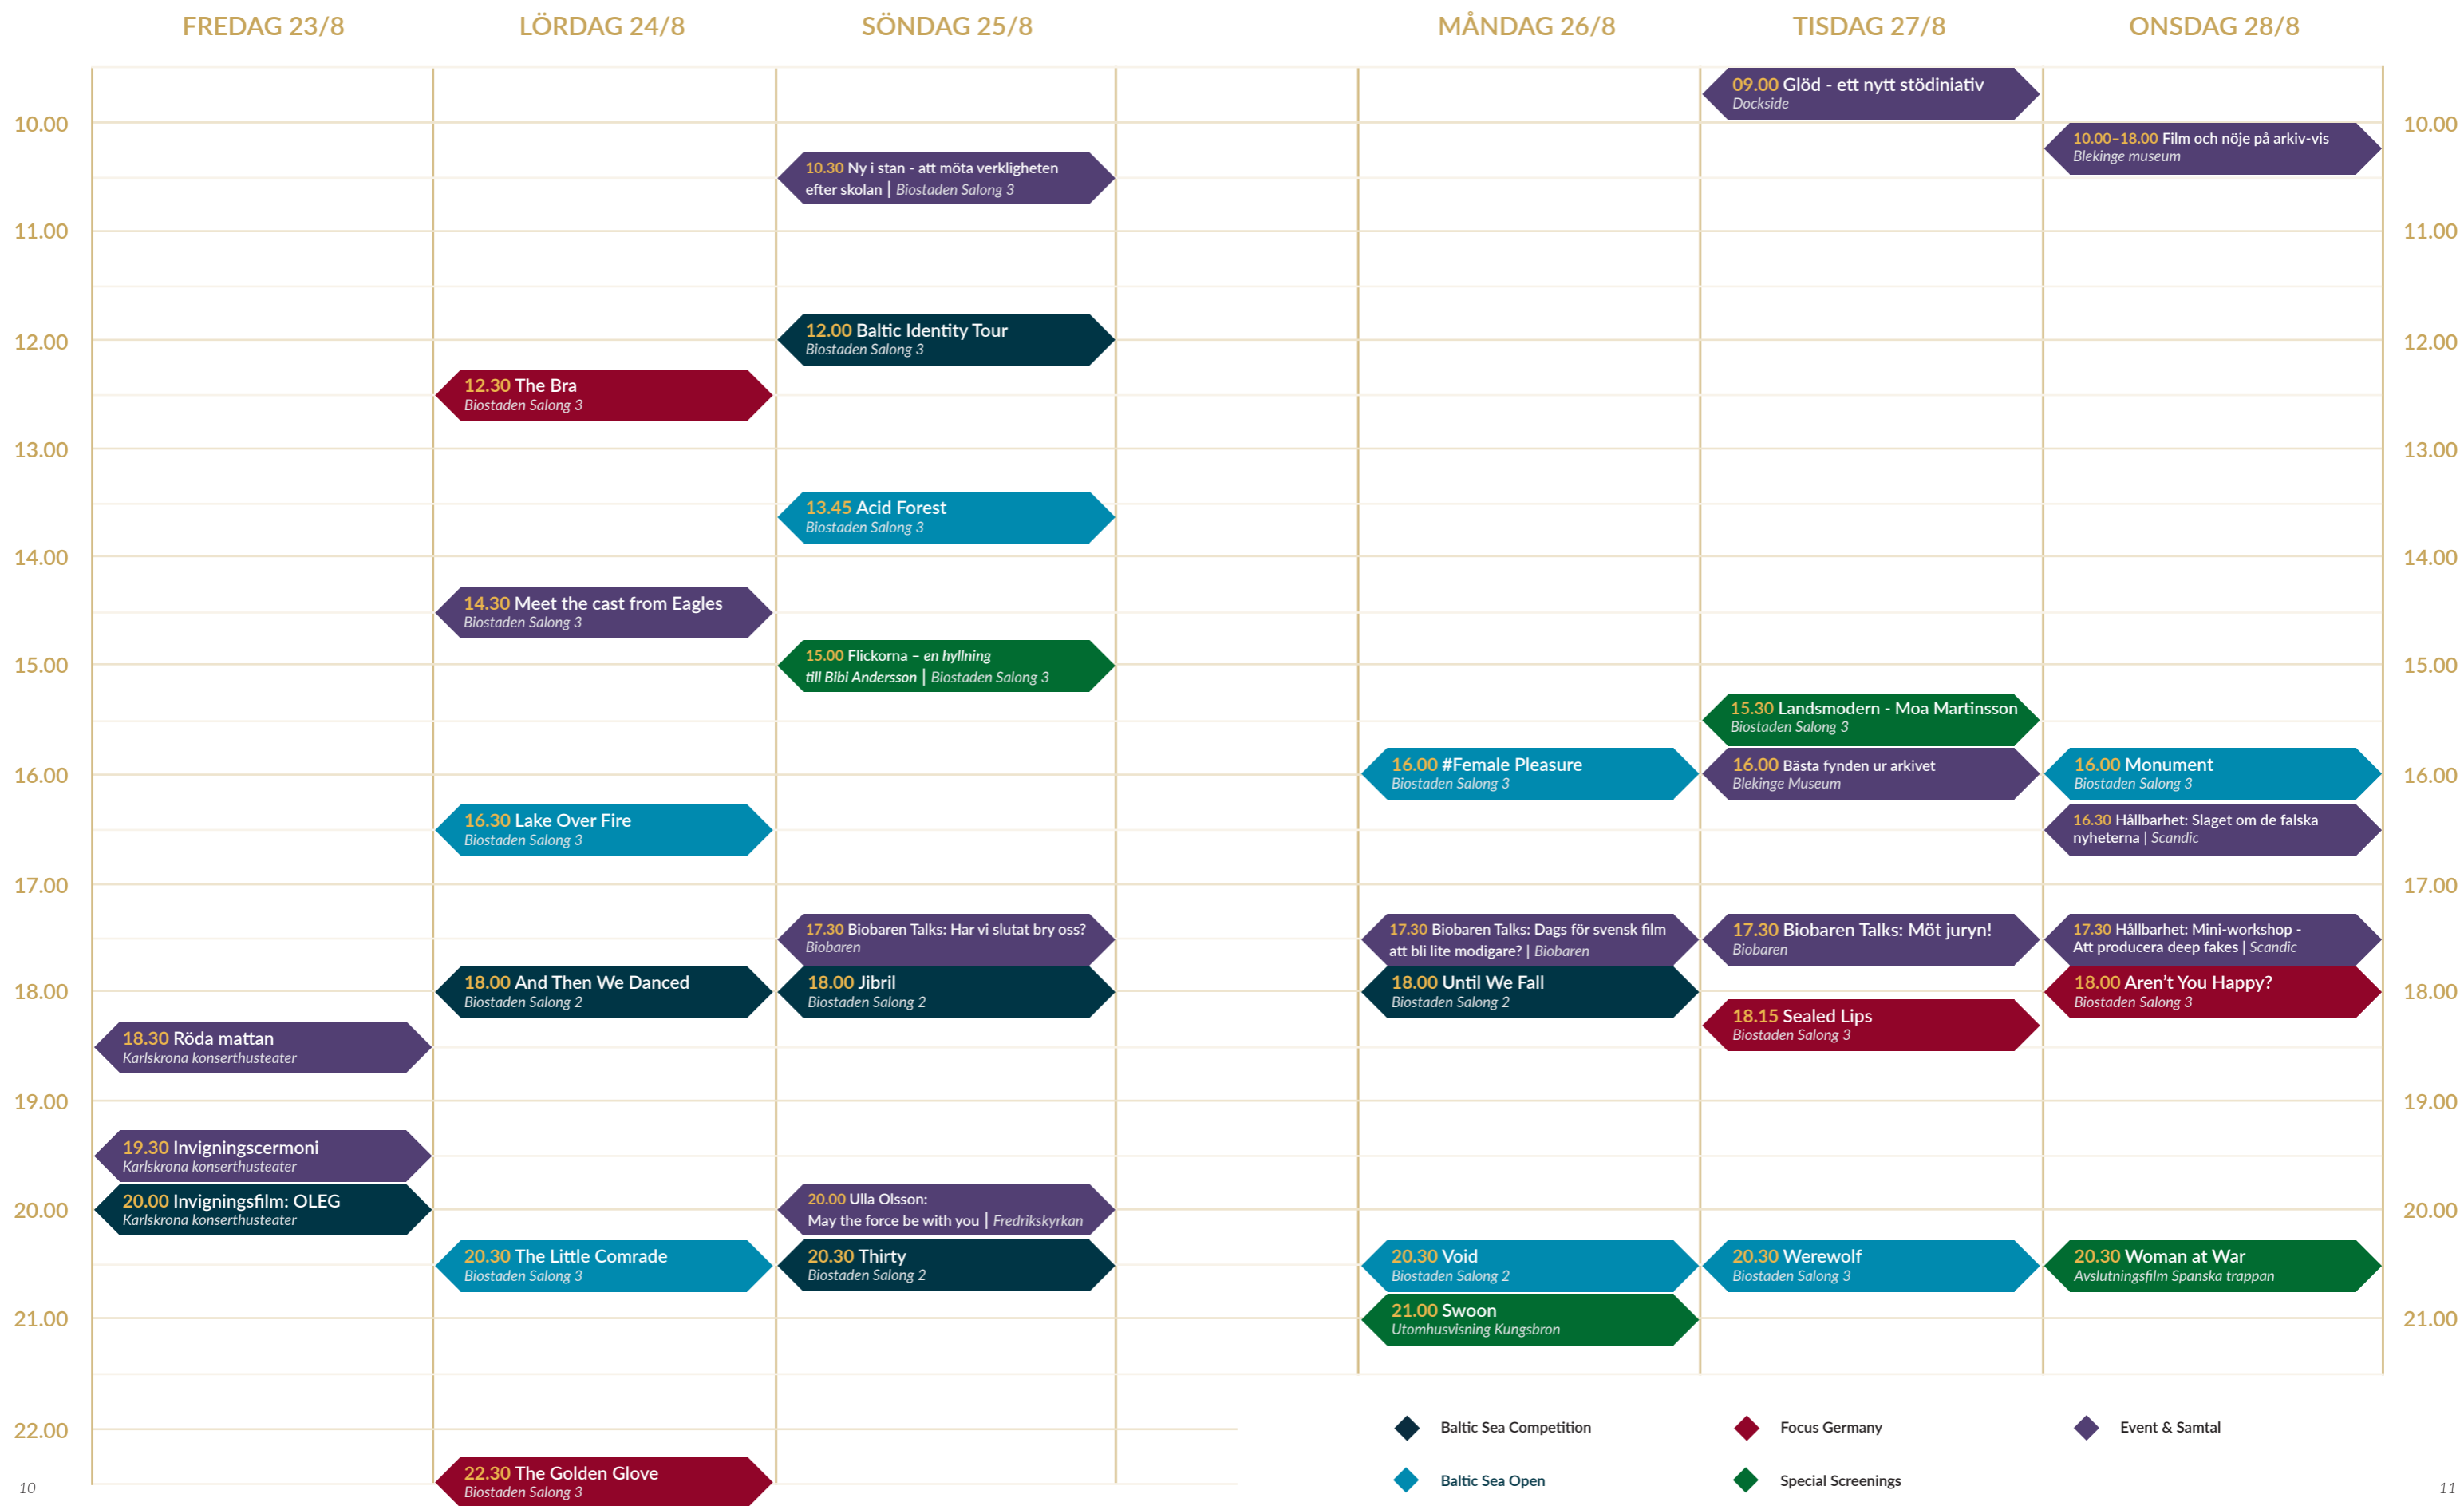 FREDAG 23/8
LÖRDAG 24/8
SÖNDAG 25/8
MÅNDAG 26/8
TISDAG 27/8
ONSDAG 28/8
10.00
11.00
12.00
13.00
14.00
15.00
16.00
17.00
18.00
19.00
20.00
21.00
22.00
18.30 Röda mattan
Karlskrona konserthusteater
19.30 Invigningscermoni
Karlskrona konserthusteater
20.00 Invigningsfilm: OLEG
Karlskrona konserthusteater
12.30 The Bra
Biostaden Salong 3
14.30 Meet the cast from Eagles
Biostaden Salong 3
16.30 Lake Over Fire
Biostaden Salong 3
18.00 And Then We Danced
Biostaden Salong 2
20.30 The Little Comrade
Biostaden Salong 3
22.30 The Golden Glove
Biostaden Salong 3
10.30 Ny i stan - att möta verkligheten
efter skolan | Biostaden Salong 3
12.00 Baltic Identity Tour
Biostaden Salong 3
13.45 Acid Forest
Biostaden Salong 3
15.00 Flickorna – en hyllning
till Bibi Andersson | Biostaden Salong 3
17.30 Biobaren Talks: Har vi slutat bry oss?
Biobaren
18.00 Jibril
Biostaden Salong 2
20.00 Ulla Olsson:
May the force be with you | Fredrikskyrkan
20.30 Thirty
Biostaden Salong 2
16.00 #Female Pleasure
Biostaden Salong 3
17.30 Biobaren Talks: Dags för svensk film
att bli lite modigare? | Biobaren
18.00 Until We Fall
Biostaden Salong 2
20.30 Void
Biostaden Salong 2
21.00 Swoon
Utomhusvisning Kungsbron
09.00 Glöd - ett nytt stödiniativ
Dockside
15.30 Landsmodern - Moa Martinsson
Biostaden Salong 3
16.00 Bästa fynden ur arkivet
Blekinge Museum
17.30 Biobaren Talks: Möt juryn!
Biobaren
18.15 Sealed Lips
Biostaden Salong 3
20.30 Werewolf
Biostaden Salong 3
10.00–18.00 Film och nöje på arkiv-vis
Blekinge museum
16.00 Monument
Biostaden Salong 3
16.30 Hållbarhet: Slaget om de falska
nyheterna | Scandic
17.30 Hållbarhet: Mini-workshop -
Att producera deep fakes | Scandic
18.00 Aren't You Happy?
Biostaden Salong 3
20.30 Woman at War
Avslutningsfilm Spanska trappan
10.00
11.00
12.00
13.00
14.00
15.00
16.00
17.00
18.00
19.00
20.00
21.00
Baltic Sea Competition
Focus Germany
Event & Samtal
Baltic Sea Open
Special Screenings
10
11